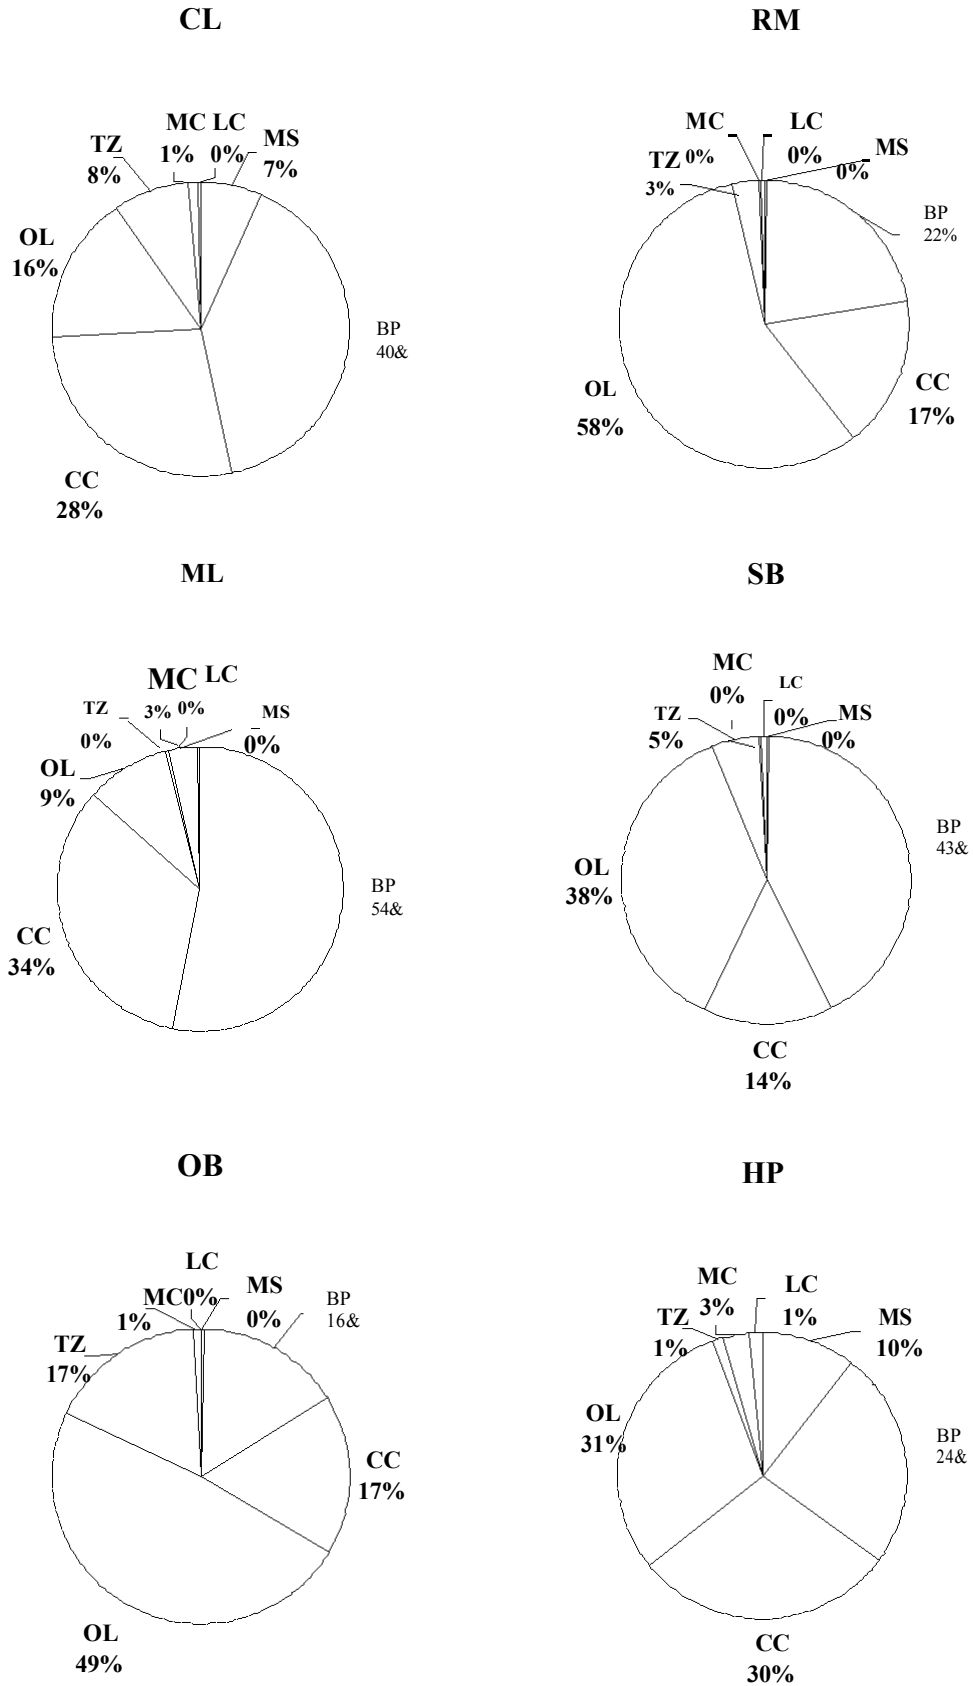 CL
MC LC
1% 0%
MS
7%
TZ
8%
OL
16%
BP
40&
CC
28%
RM
MC
0%
LC
0%
MS
0%
TZ
3%
BP
22%
OL
58%
CC
17%
ML
MC LC
3% 0%
TZ
0%
MS
0%
OL
9%
BP
54&
CC
34%
SB
MC
0%
LC
0%
MS
0%
TZ
5%
BP
43&
OL
38%
CC
14%
OB
LC
MC0%
1%
MS
0%
BP
16&
TZ
17%
CC
17%
OL
49%
HP
MC
3%
LC
1%
TZ
1%
MS
10%
OL
31%
BP
24&
CC
30%